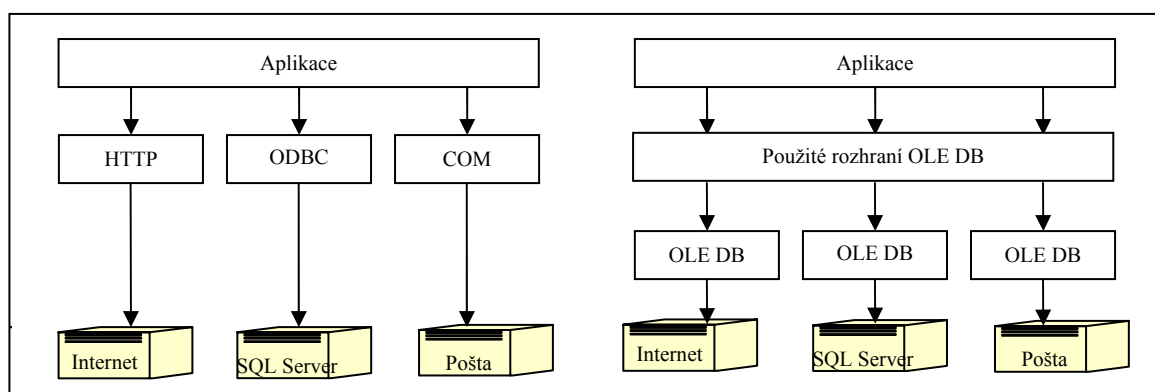 Aplikace
HTTP
ODBC
COM
Internet
SQL Server
Pošta
Aplikace
Použité rozhraní OLE DB
OLE DB
OLE DB
OLE DB
Internet
SQL Server
Pošta